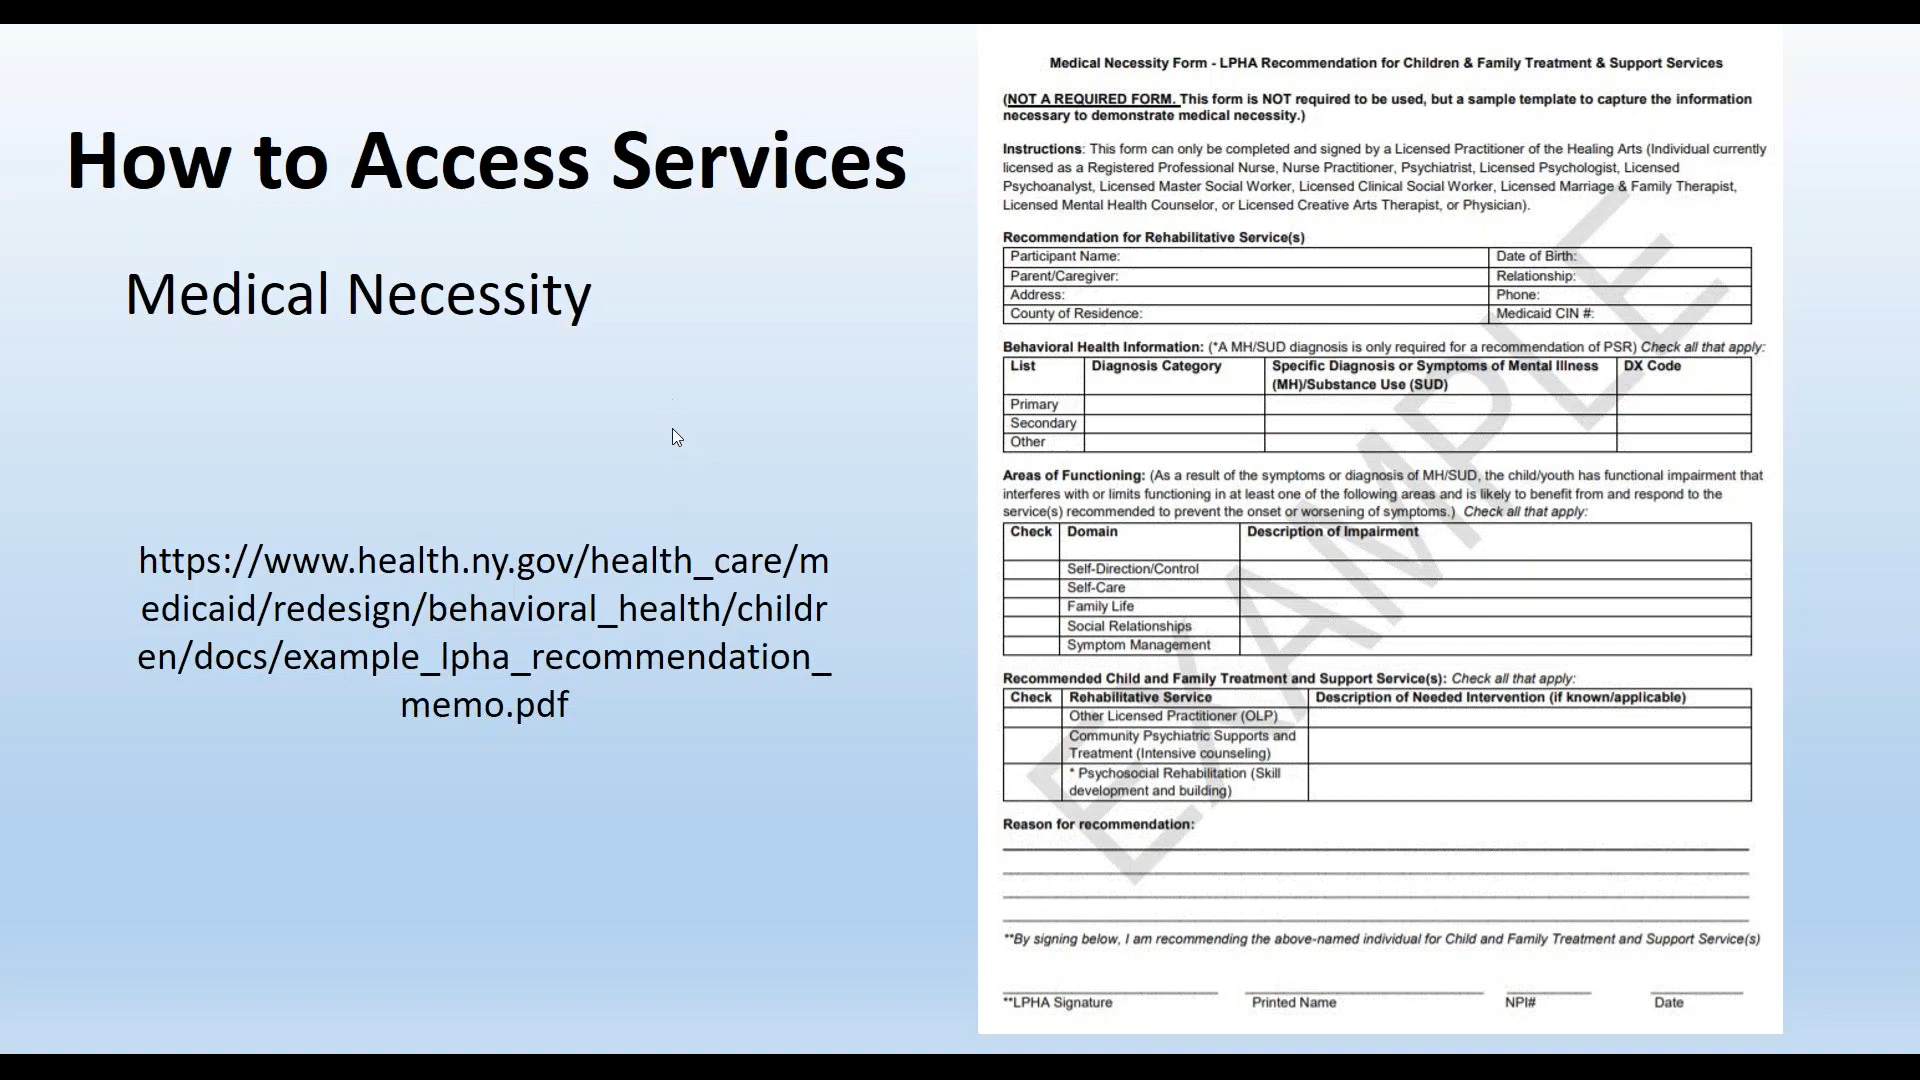 How to Access Services
Medical Necessity
https://www.health.ny.gov/health_care/m
edicaid/redesign/behavioral_health/childr
en/docs/example_lpha_recommendation_
memo.pdf
Medical Necessity Form - LPHA Recommendation for Children & Family Treatment & Support Services
(NOT A REQUIRED FORM. This form is NOT required to be used, but a sample template to capture the information
necessary to demonstrate medical necessity.)
Instructions: This form can only be completed and signed by a Licensed Practitioner of the Healing Arts (Individual currently
licensed as a Registered Professional Nurse, Nurse Practitioner, Psychiatrist, Licensed Psychologist, Licensed
Psychoanalyst, Licensed Master Social Worker, Licensed Clinical Social Worker, Licensed Marriage & Family Therapist,
Licensed Mental Health Counselor, or Licensed Creative Arts Therapist, or Physician).
Recommendation for Rehabilitative Service(s)
Participant Name: Date of Birth:
Parent/Caregiver: Relationship:
Address: Phone:
County of Residence: Medicaid CIN #:
Behavioral Health Information: (*A MH/SUD diagnosis is only required for a recommendation of PSR) Check all that apply:
List Diagnosis Category Specific Diagnosis or Symptoms of Mental Illness DX Code
(MH)/Substance Use (SUD)
Primary
Secondary
Other
Areas of Functioning: (As a result of the symptoms or diagnosis of MH/SUD, the child/youth has functional impairment that
interferes with or limits functioning in at least one of the following areas and is likely to benefit from and respond to the
service(s) recommended to prevent the onset or worsening of symptoms.) Check all that apply:
Check Domain Description of Impairment
Self-Direction/Control
Self-Care
Family Life
Social Relationships
Symptom Management
Recommended Child and Family Treatment and Support Service(s): Check all that apply:
Check Rehabilitative Service Description of Needed Intervention (if known/applicable)
Other Licensed Practitioner (OLP)
Community Psychiatric Supports and
Treatment (Intensive counseling)
* Psychosocial Rehabilitation (Skill
development and building)
Reason for recommendation:
**By signing below, I am recommending the above-named individual for Child and Family Treatment and Support Service(s)
**LPHA Signature Printed Name NPI# Date
EXAMPLE